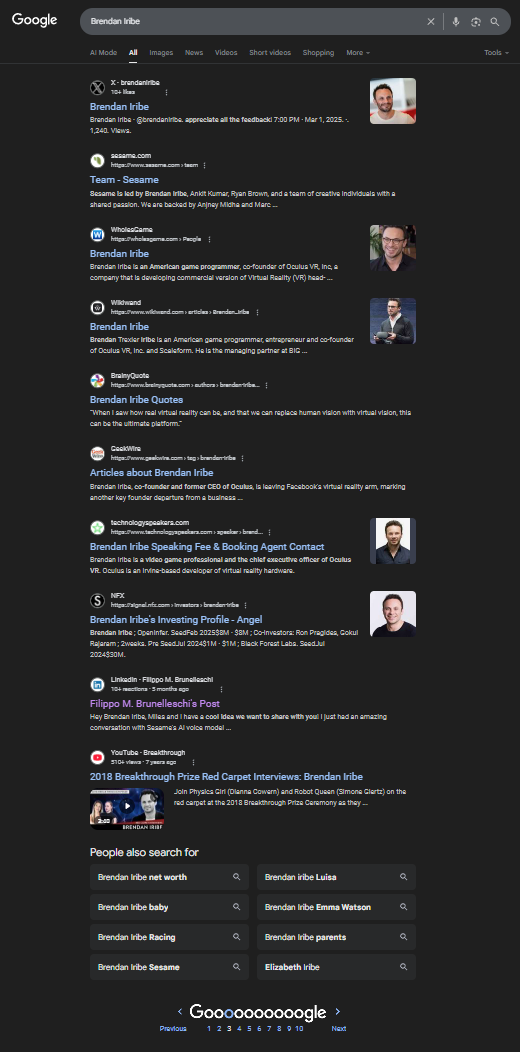 Google
Brendan Iribe
AI Mode All Images News Videos Short videos Shopping More Tools
X · brendaniribe
10+ likes
Brendan Iribe
Brendan Iribe · @brendaniribe. appreciate all the feedback! 7:00 PM · Mar 1, 2025. ·.
1,240. Views.
sesame.com
https://www.sesame.com › team
Team - Sesame
Sesame is led by Brendan Iribe, Ankit Kumar, Ryan Brown, and a team of creative individuals with a
shared passion. We are backed by Anjney Midha and Marc ...
WholesGame
https://wholesgame.com › People
Brendan Iribe
Brendan Iribe is an American game programmer, co-founder of Oculus VR, Inc, a
company that is developing commercial version of Virtual Reality (VR) head- ...
Wikiwand
https://www.wikiwand.com › articles › Brendan_Iribe
Brendan Iribe
Brendan Trexler Iribe is an American game programmer, entrepreneur and co-founder
of Oculus VR, Inc. and Scaleform. He is the managing partner at BIG ...
BrainyQuote
https://www.brainyquote.com › authors › brendan-iribe...
Brendan Iribe Quotes
"When I saw how real virtual reality can be, and that we can replace human vision with virtual vision, this
can be the ultimate platform."
GeekWire
https://www.geekwire.com › tag › brendan-iribe
Articles about Brendan Iribe
Brendan Iribe, co-founder and former CEO of Oculus, is leaving Facebook's virtual reality arm, marking
another key founder departure from a business ...
technologyspeakers.com
https://www.technologyspeakers.com › speaker › brend...
Brendan Iribe Speaking Fee & Booking Agent Contact
Brendan Iribe is a video game professional and the chief executive officer of Oculus
VR. Oculus is an Irvine-based developer of virtual reality hardware.
NFX
https://signal.nfx.com › investors › brendan-iribe
Brendan Iribe's Investing Profile - Angel
Brendan Iribe ; OpenInfer. SeedFeb 2025$8M · $8M ; Co-investors: Ron Pragides, Gokul
Rajaram ; 2weeks. Pre SeedJul 2024$1M · $1M ; Black Forest Labs. SeedJul
2024$30M.
LinkedIn · Filippo M. Brunelleschi
10+ reactions · 5 months ago
Filippo M. Brunelleschi's Post
Hey Brendan Iribe, Miles and I have a cool idea we want to share with you! I just had an amazing
conversation with Sesame's AI voice model ...
YouTube · Breakthrough
510+ views · 7 years ago
2018 Breakthrough Prize Red Carpet Interviews: Brendan Iribe
Join Physics Girl (Dianna Cowern) and Robot Queen (Simone Giertz) on the
red carpet at the 2018 Breakthrough Prize Ceremony as they ...
2:40
BRENDAN IRIBE
People also search for
Brendan Iribe net worth
Brendan iribe Luisa
Brendan Iribe baby
Brendan Iribe Emma Watson
Brendan Iribe Racing
Brendan Iribe parents
Brendan Iribe Sesame
Elizabeth Iribe
Goooooooooogle
Previous 1 2 3 4 5 6 7 8 9 10 Next